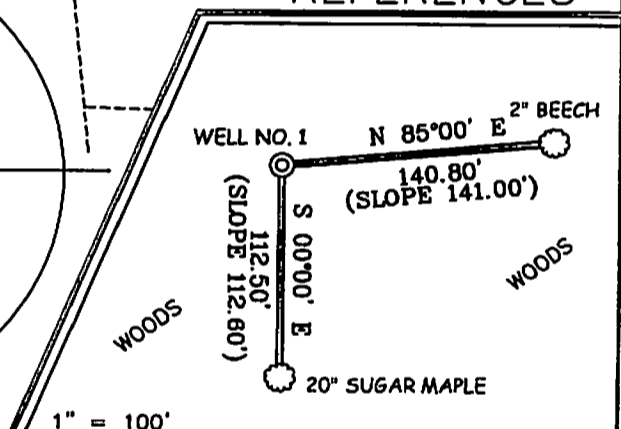 REFERENCES
2" BEECH
WELL NO. 1
N 85°00' E
140.80'
(SLOPE 141.00')
S 00°00' E
112.50'
(SLOPE 112.60')
WOODS
WOODS
20" SUGAR MAPLE
1" = 100'